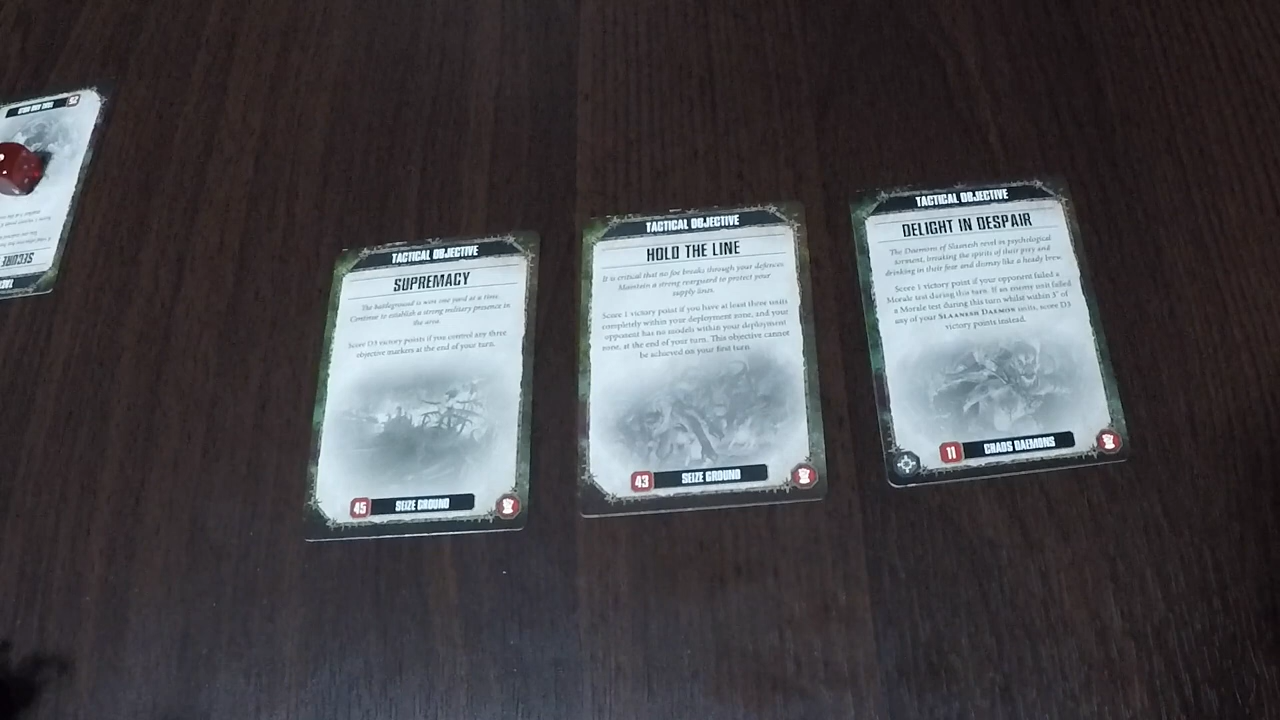 SECURE
TACTICAL OBJECTIVE
SUPREMACY
The battleground is won one yard at a time.
Continue to establish a strong military presence in
the area.
Score D3 victory points if you control any three
objective markers at the end of your turn.
45
SEIZE GROUND
TACTICAL OBJECTIVE
HOLD THE LINE
It is critical that no foe breaks through your defences.
Maintain a strong rearguard to protect your
supply lines.
Score 1 victory point if you have at least three units
completely within your deployment zone, and your
opponent has no models within your deployment
zone, at the end of your turn. This objective cannot
be achieved on your first turn.
43
SEIZE GROUND
TACTICAL OBJECTIVE
DELIGHT IN DESPAIR
The Daemons of Slaanesh revel in psychological
torment, breaking the spirits of their prey and
drinking in their fear and dismay like a heady brew.
Score 1 victory point if your opponent failed a
Morale test during this turn. If an enemy unit failed
a Morale test during this turn whilst within 3" of
any of your SLAANESH DAEMON units, score D3
victory points instead.
11
CHAOS DAEMONS